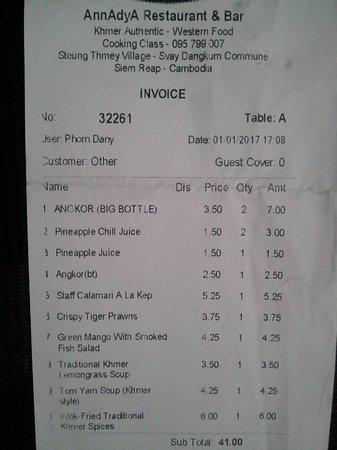 AnnAdyA Restaurant & Bar
Khmer Authentic - Western Food
Cooking Class - 095 799 007
Steung Thmey Village - Svay Dangkum Commune
Siem Reap - Cambodia
INVOICE
No: 32261 Table: A
User: Phorn Dany Date: 01/01/2017 17:08
Customer: Other Guest Cover: 0
Name Dis Price Qty Amt
1 ANGKOR (BIG BOTTLE) 3.50 2 7.00
2 Pineapple Chill Juice 1.50 2 3.00
3 Pineapple Juice 1.50 1 1.50
4 Angkor(bt) 2.50 1 2.50
5 Staff Calamari A La Kep 5.25 1 5.25
6 Crispy Tiger Prawns 3.75 1 3.75
7 Green Mango With Smoked 4.25 1 4.25
Fish Salad
8 Traditional Khmer 3.50 1 3.50
Lemongrass Soup
9 Tom Yam Soup (Khmer 4.25 1 4.25
style)
1 Wok-Fried Traditional 6.00 1 6.00
Khmer Spices
Sub Total: 41.00